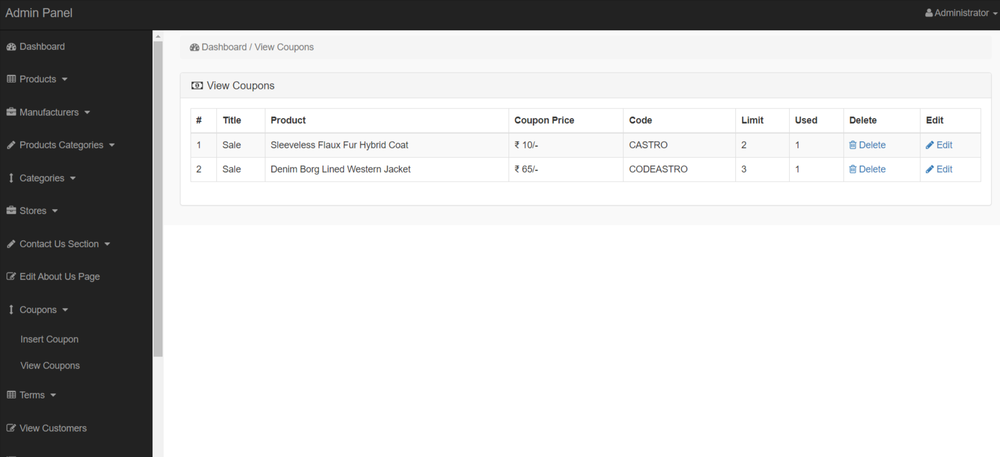 Admin Panel
Administrator
Dashboard
Products
Manufacturers
Products Categories
Categories
Stores
Contact Us Section
Edit About Us Page
Coupons
Insert Coupon
View Coupons
Terms
View Customers
Dashboard / View Coupons
View Coupons
# Title Product Coupon Price Code Limit Used Delete Edit
1 Sale Sleeveless Flaux Fur Hybrid Coat ₹ 10/- CASTRO 2 1 Delete Edit
2 Sale Denim Borg Lined Western Jacket ₹ 65/- CODEASTRO 3 1 Delete Edit